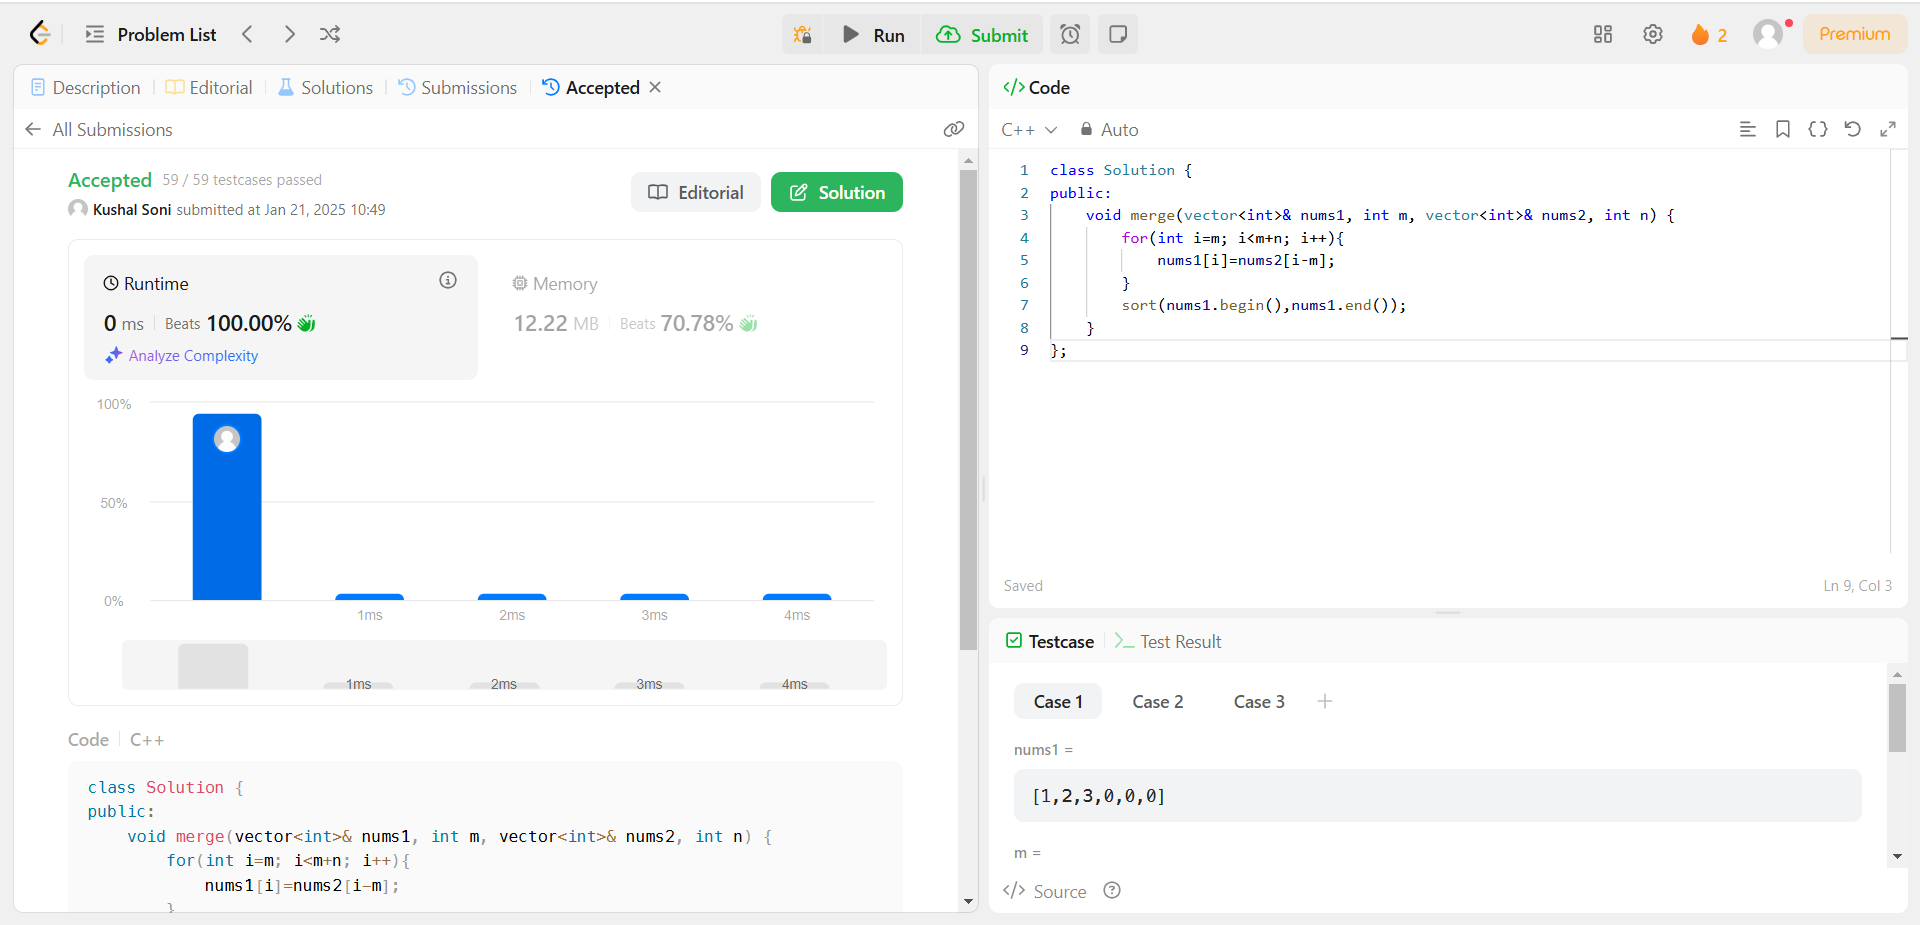 Problem List
Run
Submit
2
Premium
Description
Editorial
Solutions
Submissions
Accepted
All Submissions
Accepted 59 / 59 testcases passed
Kushal Soni submitted at Jan 21, 2025 10:49
Editorial
Solution
Runtime
0 ms Beats 100.00%
Analyze Complexity
Memory
12.22 MB Beats 70.78%
100%
50%
0%
1ms 2ms 3ms 4ms
1ms 2ms 3ms 4ms
Code C++
class Solution {
public:
    void merge(vector<int>& nums1, int m, vector<int>& nums2, int n) {
        for(int i=m; i<m+n; i++){
            nums1[i]=nums2[i-m];
        }
</> Code
C++ Auto
1 class Solution {
2 public:
3     void merge(vector<int>& nums1, int m, vector<int>& nums2, int n) {
4         for(int i=m; i<m+n; i++){
5             nums1[i]=nums2[i-m];
6         }
7         sort(nums1.begin(),nums1.end());
8     }
9 };
Saved
Ln 9, Col 3
Testcase
Test Result
Case 1 Case 2 Case 3 +
nums1 =
[1,2,3,0,0,0]
m =
</> Source